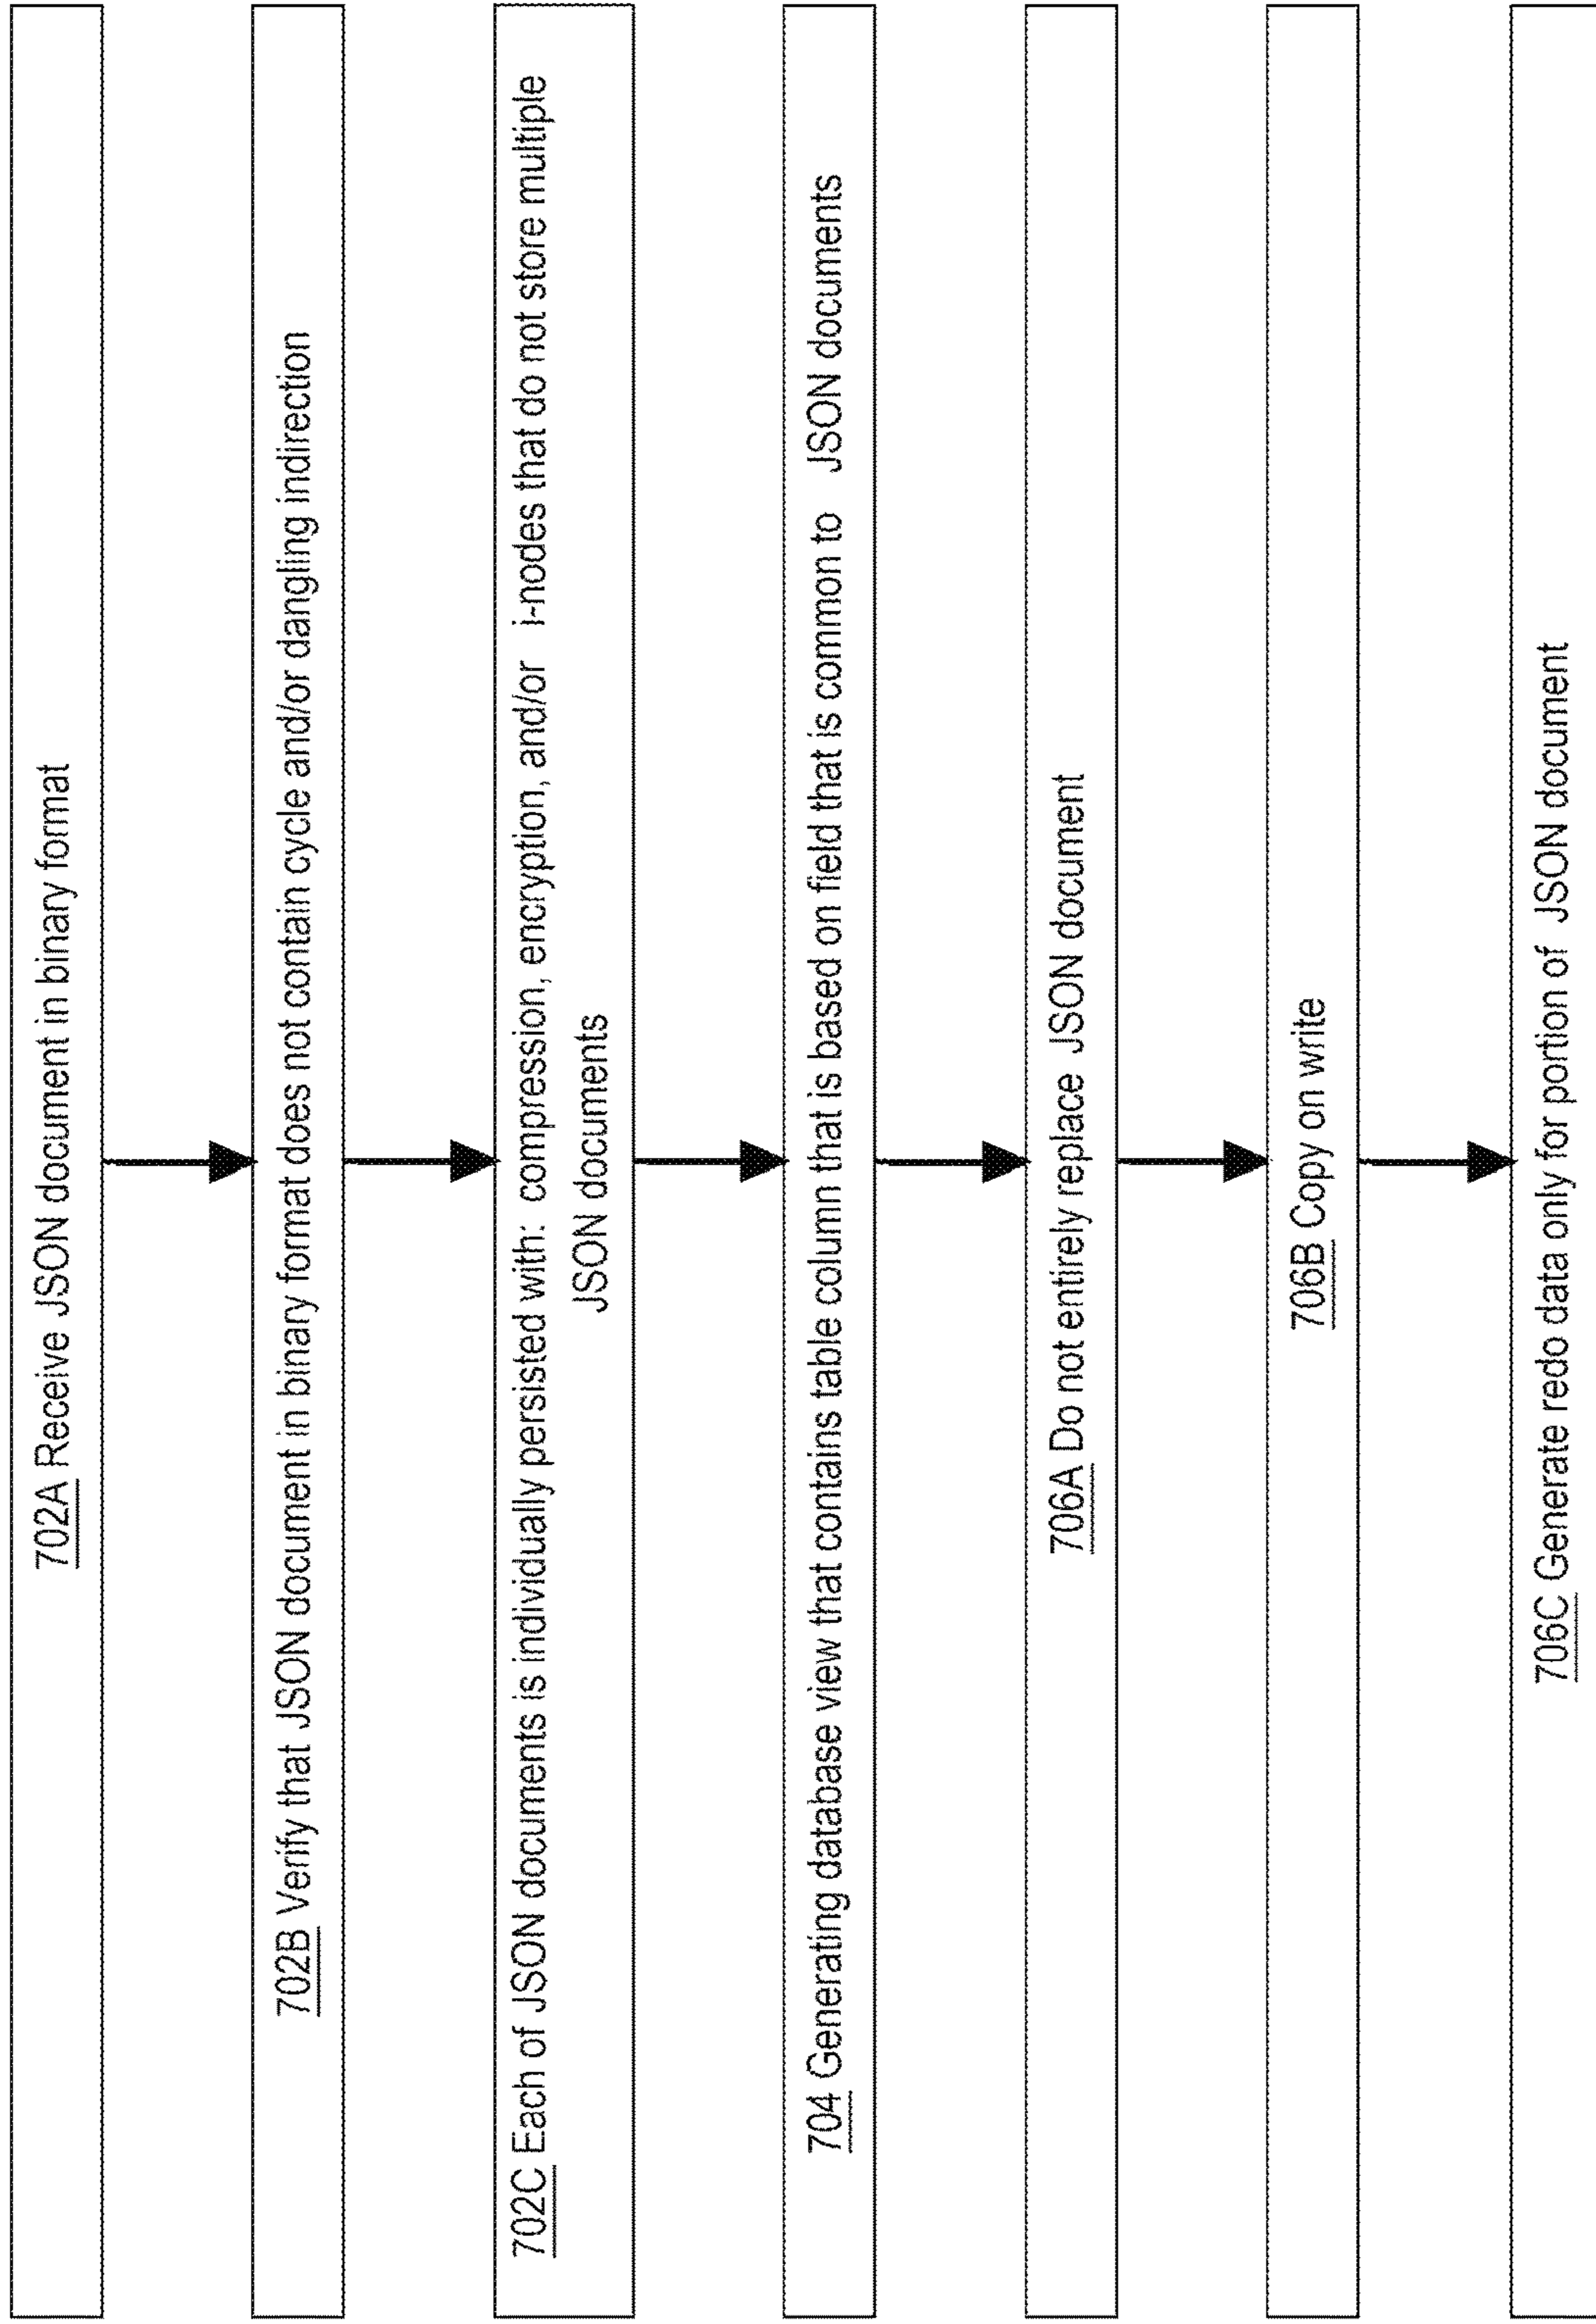 702A Receive JSON document in binary format
702B Verify that JSON document in binary format does not contain cycle and/or dangling indirection
702C Each of JSON documents is individually persisted with: compression, encryption, and/or i-nodes that do not store multiple
JSON documents
704 Generating database view that contains table column that is based on field that is common to JSON documents
706A Do not entirely replace JSON document
706B Copy on write
706C Generate redo data only for portion of JSON document